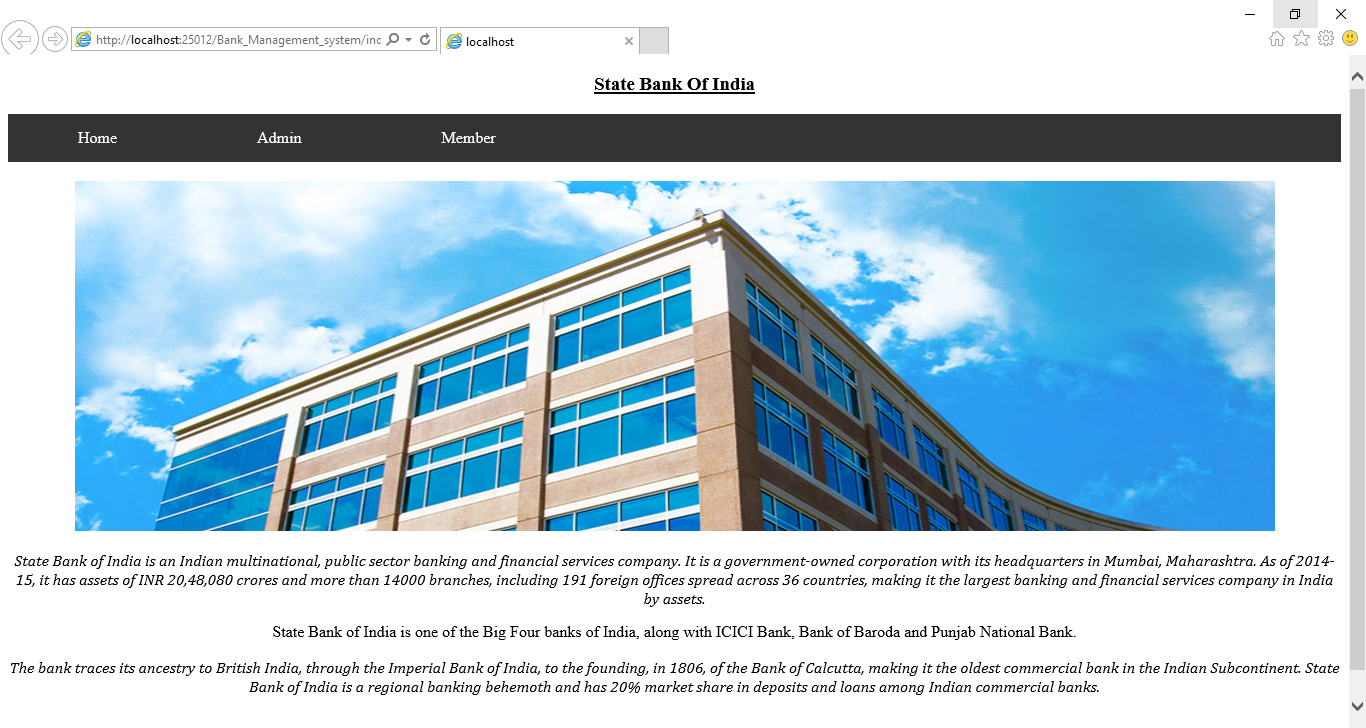 http://localhost:25012/Bank_Management_system/inc
localhost
State Bank Of India
Home Admin Member
State Bank of India is an Indian multinational, public sector banking and financial services company. It is a government-owned corporation with its headquarters in Mumbai, Maharashtra. As of 2014-
15, it has assets of INR 20,48,080 crores and more than 14000 branches, including 191 foreign offices spread across 36 countries, making it the largest banking and financial services company in India
by assets.
State Bank of India is one of the Big Four banks of India, along with ICICI Bank, Bank of Baroda and Punjab National Bank.
The bank traces its ancestry to British India, through the Imperial Bank of India, to the founding, in 1806, of the Bank of Calcutta, making it the oldest commercial bank in the Indian Subcontinent. State
Bank of India is a regional banking behemoth and has 20% market share in deposits and loans among Indian commercial banks.